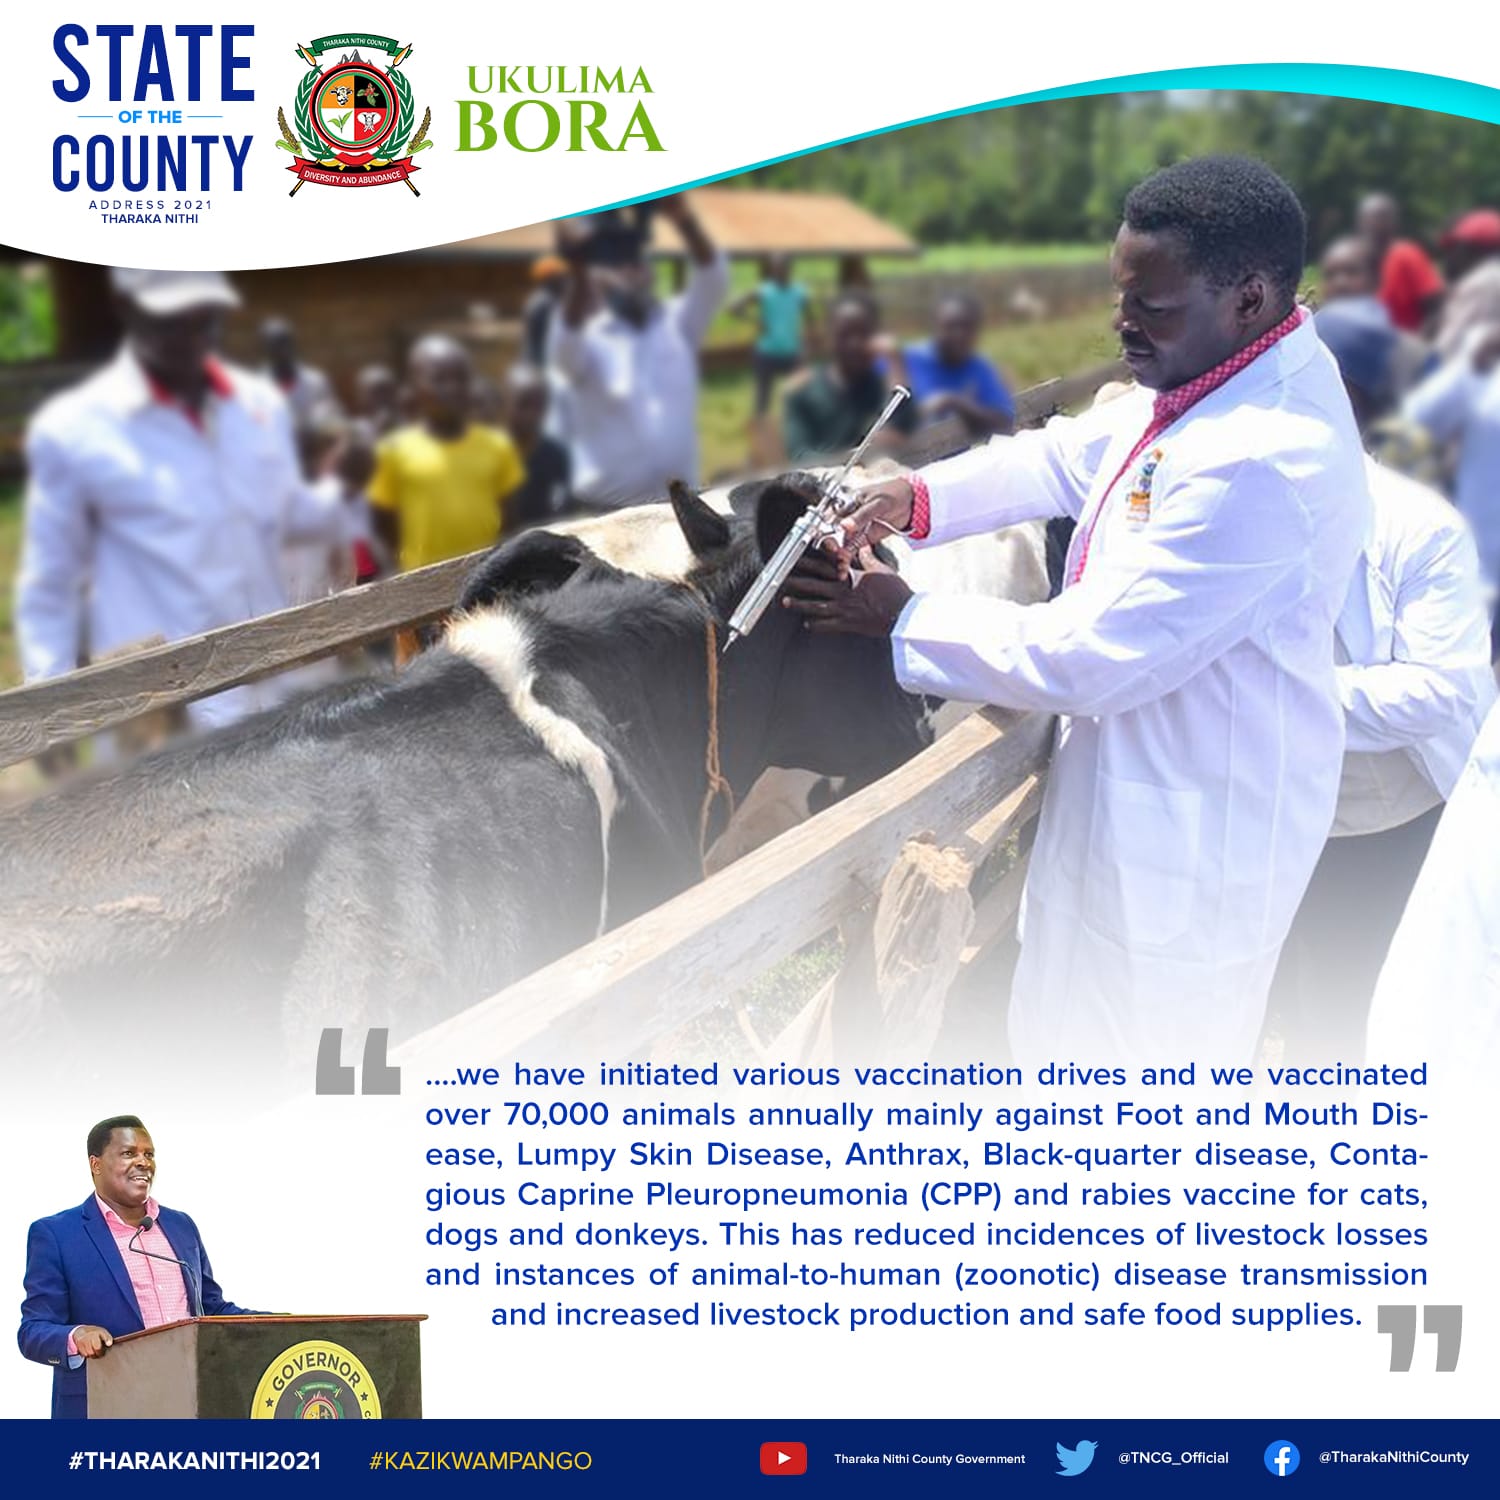 STATE
OF THE
COUNTY
ADDRESS 2021
THARAKA NITHI
THARAKA NITHI COUNTY
DIVERSITY AND ABUNDANCE
UKULIMA
BORA
....we have initiated various vaccination drives and we vaccinated
over 70,000 animals annually mainly against Foot and Mouth Dis-
ease, Lumpy Skin Disease, Anthrax, Black-quarter disease, Conta-
gious Caprine Pleuropneumonia (CPP) and rabies vaccine for cats,
dogs and donkeys. This has reduced incidences of livestock losses
and instances of animal-to-human (zoonotic) disease transmission
and increased livestock production and safe food supplies.
GOVERNOR
#THARAKANITHI2021 #KAZIKWAMPANGO Tharaka Nithi County Government @TNCG_Official @TharakaNithiCounty